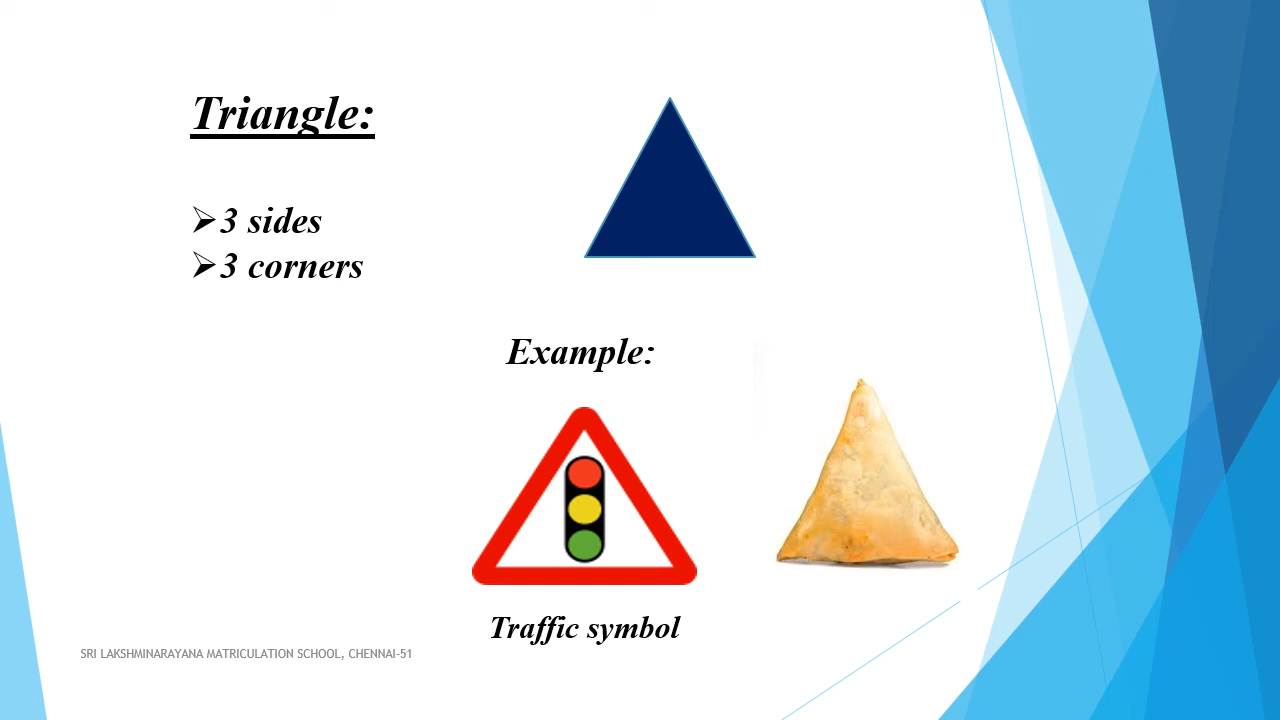 Triangle:
➢3 sides
➢3 corners
Example:
Traffic symbol
SRI LAKSHMINARAYANA MATRICULATION SCHOOL, CHENNAI-51